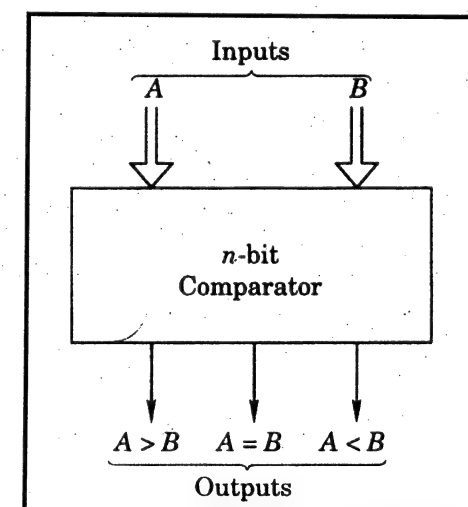 Inputs
A B
n-bit
Comparator
A > B A = B A < B
Outputs